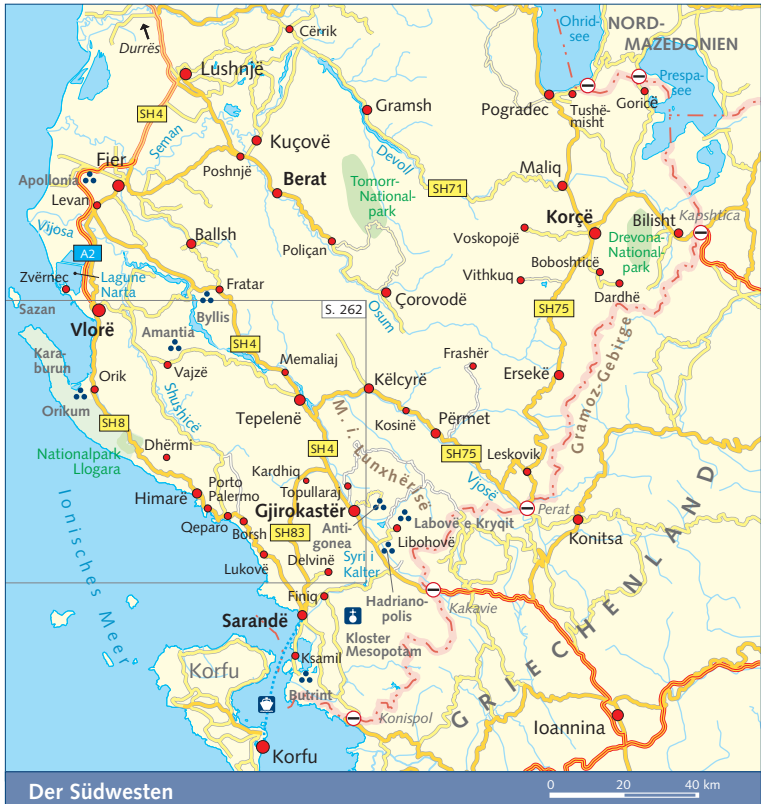 Durrës
Cërrik
Ohrid-
see
NORD-
MAZEDONIEN
Lushnjë
Prespa-
see
Gramsh
Pogradec
Tushë-
misht
Goricë
SH4
Seman
Kuçovë
Devoll
Fier
Poshnjë
Maliq
Apollonia
Berat
Tomorr-
National-
park
SH71
Levan
Korçë
Bilisht
Kapshtica
Vijosa
Ballsh
Voskopojë
Drevona-
National-
park
A2
Poliçan
Boboshticë
Zvërnec
Lagune
Narta
Fratar
Vithkuq
Dardhë
Sazan
Byllis
S. 262
Osum
Çorovodë
SH75
Vlorë
Amantia
SH4
Kara-
burun
Vajzë
Memaliaj
Frashër
Ersekë
Gramoz-Gebirge
Orik
Shushicë
Këlcyrë
Orikum
Tepelenë
Kosinë
Përmet
SH8
M. i. Lunxhërisë
SH4
SH75
Leskovik
Nationalpark
Llogara
Dhërmi
Kardhiq
Vjosë
Topullaraj
Himarë
Porto
Palermo
Gjirokastër
Perat
Anti-
gonea
Labovë e Kryqit
Konitsa
Qeparo
Borsh
SH83
Libohovë
Lukovë
Delvinë
Syri i
Kalter
Ionisches Meer
Finiq
Hadriano-
polis
Kakavie
Sarandë
Kloster
Mesopotam
GRIECHENLAND
Korfu
Ksamil
Butrint
Konispol
Ioannina
Korfu
Der Südwesten
0 20 40 km